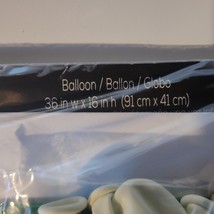 Balloon / Ballon / Globo
36 in w x 16 in h (91 cm x 41 cm)